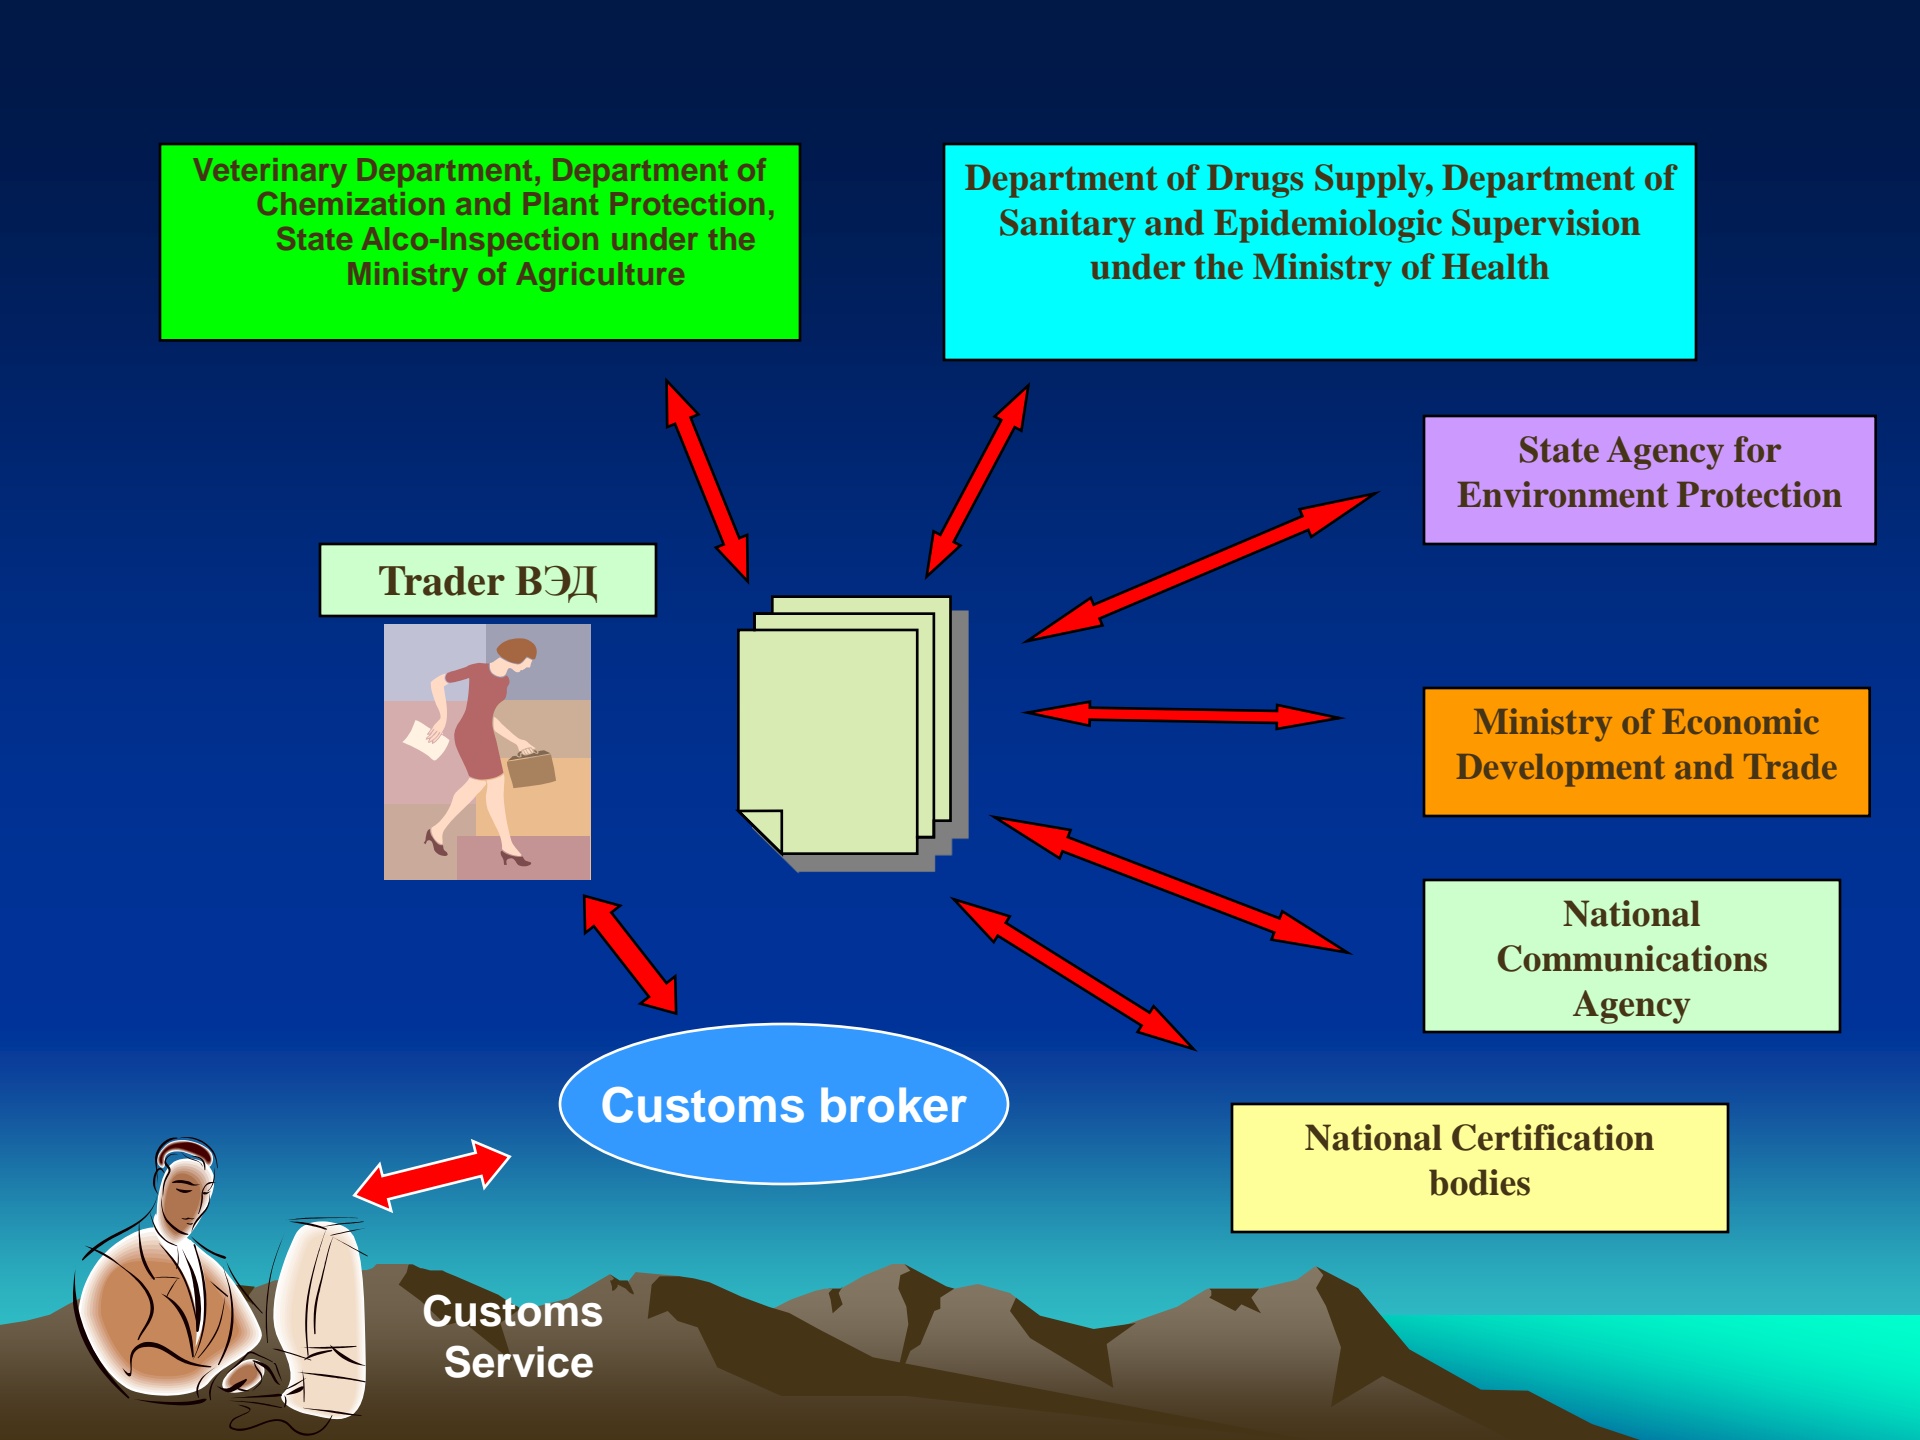 Veterinary Department, Department of
Chemization and Plant Protection,
State Alco-Inspection under the
Ministry of Agriculture
Department of Drugs Supply, Department of
Sanitary and Epidemiologic Supervision
under the Ministry of Health
State Agency for
Environment Protection
Trader ВЭД
Ministry of Economic
Development and Trade
National
Communications
Agency
Customs broker
National Certification
bodies
Customs
Service